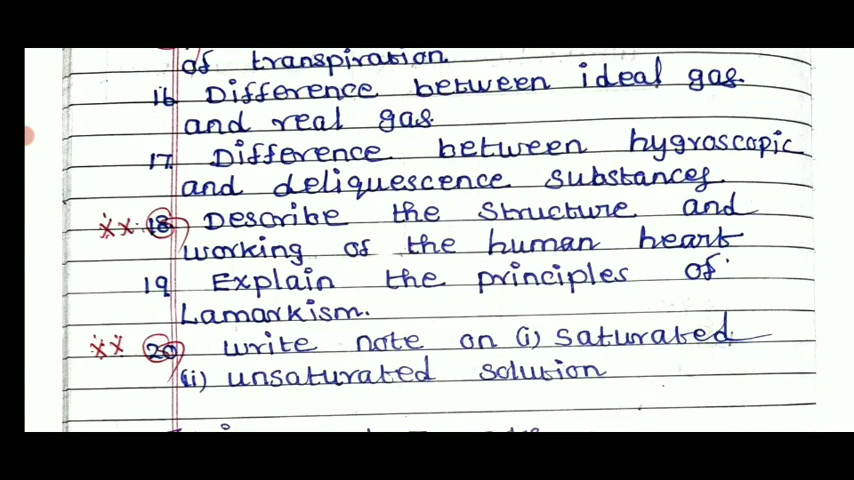 of transpiration.
16 Difference between ideal gas
and real gas
17. Difference between hygroscopic
and deliquescence substances.
18 Describe the structure and
working of the human heart
19 Explain the principles of
Lamarkism.
20 write note on (i) saturated
(ii) unsaturated solution